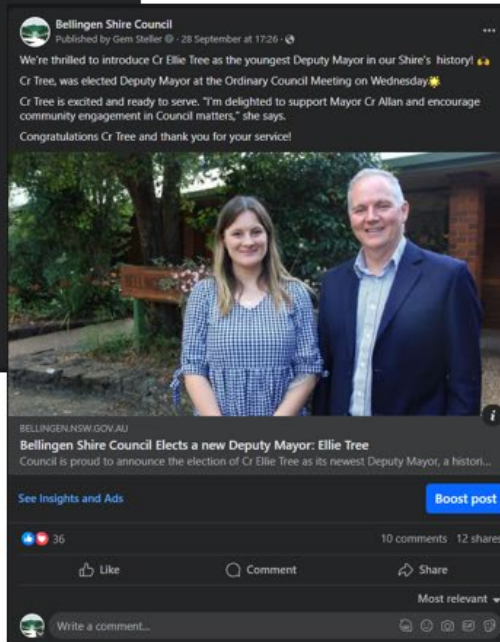 Bellingen Shire Council
Published by Gem Steller · 28 September at 17:26 ·
We're thrilled to introduce Cr Ellie Tree as the youngest Deputy Mayor in our Shire's history! 🙌
Cr Tree, was elected Deputy Mayor at the Ordinary Council Meeting on Wednesday🌟
Cr Tree is excited and ready to serve. "I'm delighted to support Mayor Cr Allan and encourage
community engagement in Council matters," she says.
Congratulations Cr Tree and thank you for your service!
BELLINGEN.NSW.GOV.AU
Bellingen Shire Council Elects a new Deputy Mayor: Ellie Tree
Council is proud to announce the election of Cr Ellie Tree as its newest Deputy Mayor, a histori...
See Insights and Ads
Boost post
36
10 comments 12 shares
Like
Comment
Share
Most relevant
Write a comment...